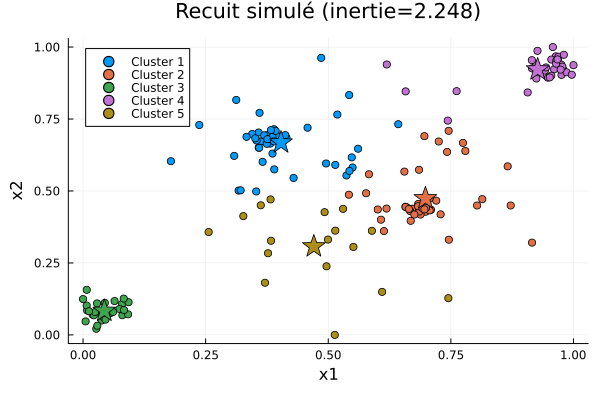 Recuit simulé (inertie=2.248)
Cluster 1
Cluster 2
Cluster 3
Cluster 4
Cluster 5
1.00
0.75
0.50
0.25
0.00
x2
0.00 0.25 0.50 0.75 1.00
x1